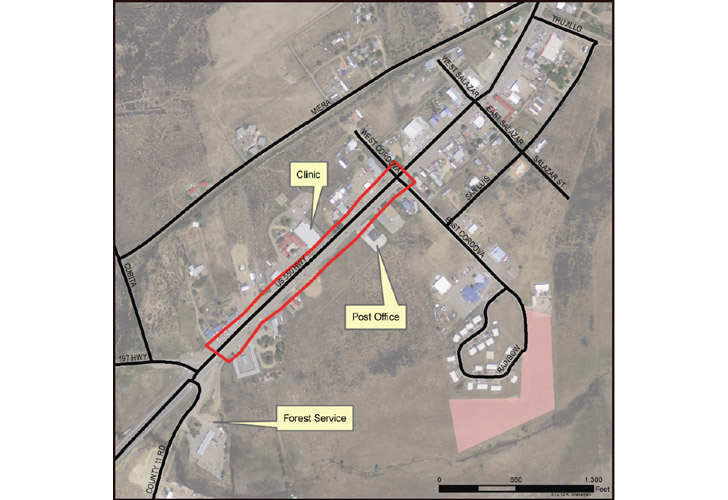 TRUJILLO
WEST SALAZAR
MIERA
EAST SALAZAR
WEST CORDOVA
SALAZAR ST
Clinic
SAN LUIS
EAST CORDOVA
US 550 HWY
CUBITA
Post Office
197 HWY
RAINBOW
Forest Service
COUNTY 11 RD
0 650 1,300
Feet